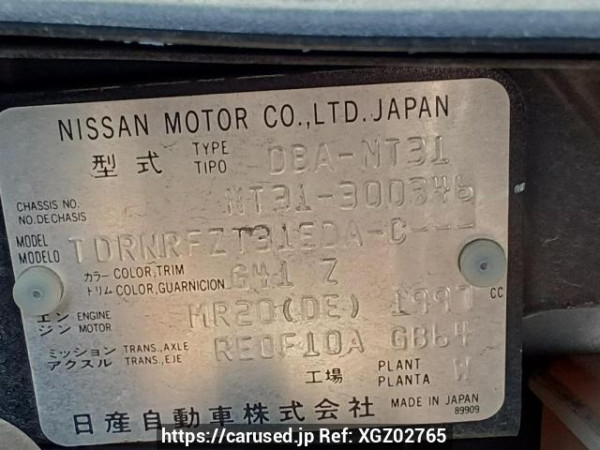 NISSAN MOTOR CO.,LTD.JAPAN
型式 TYPE TIPO DBA-NT31
CHASSIS NO. NO.DECHASIS NT31-300346
MODEL MODELO TDRNRFZT31EDA-C---
カラー COLOR,TRIM トリム COLOR,GUARNICION GW1 Z
エンジン ENGINE MOTOR MR20(DE) 1997 CC
ミッション TRANS.,AXLE アクスル TRANS.,EJE RE0F10A GB64
工場 PLANT PLANTA W
日産自動車株式会社 MADE IN JAPAN
89909
https://carused.jp Ref: XGZ02765